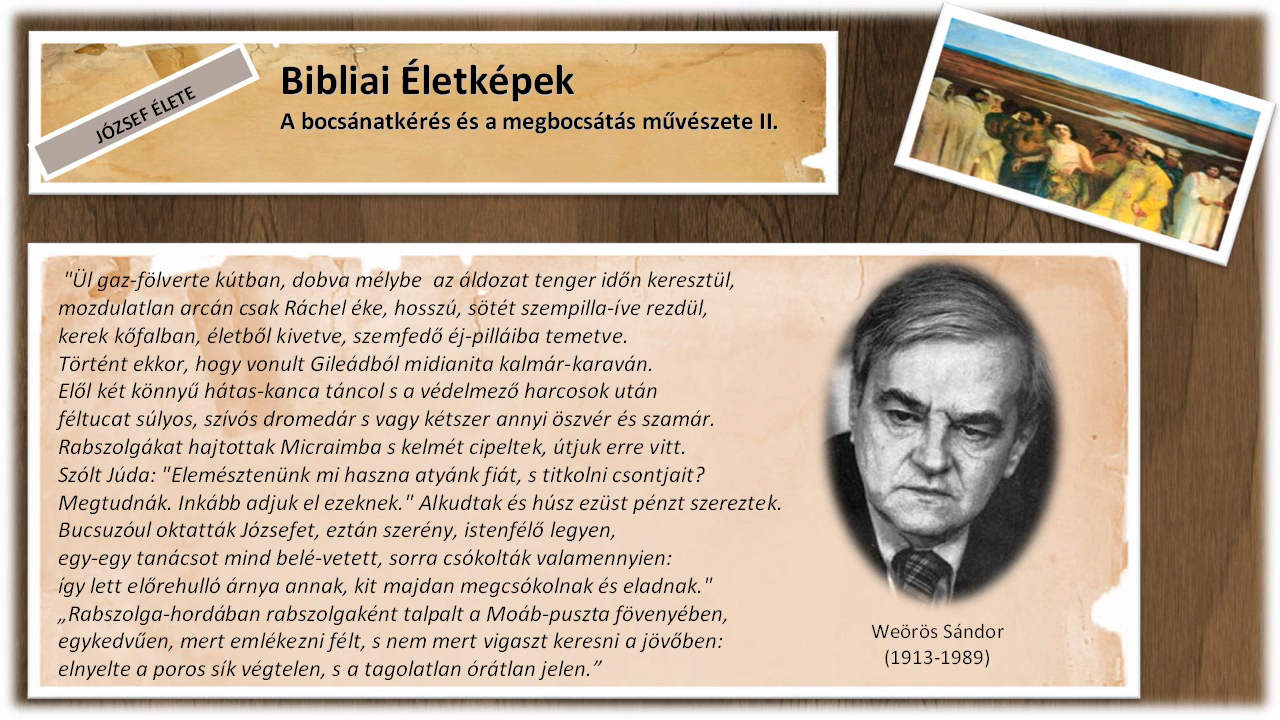 JÓZSEF ÉLETE
Bibliai Életképek
A bocsánatkérés és a megbocsátás művészete II.
"Ül gaz-fölverte kútban, dobva mélybe  az áldozat tenger időn keresztül,
mozdulatlan arcán csak Ráchel éke, hosszú, sötét szempilla-íve rezdül,
kerek kőfalban, életből kivetve, szemfedő éj-pilláiba temetve.
Történt ekkor, hogy vonult Gileádból midianita kalmár-karaván.
Elől két könnyű hátas-kanca táncol s a védelmező harcosok után
féltucat súlyos, szívós dromedár s vagy kétszer annyi öszvér és szamár.
Rabszolgákat hajtottak Micraimba s kelmét cipeltek, útjuk erre vitt.
Szólt Júda: "Elemésztenünk mi haszna atyánk fiát, s titkolni csontjait?
Megtudnák. Inkább adjuk el ezeknek." Alkudtak és húsz ezüst pénzt szereztek.
Bucsuzóul oktatták Józsefet, eztán szerény, istenfélő legyen,
egy-egy tanácsot mind belé-vetett, sorra csókolták valamennyien:
így lett előrehulló árnya annak, kit majdan megcsókolnak és eladnak."
„Rabszolga-hordában rabszolgaként talpalt a Moáb-puszta fövenyében,
egykedvűen, mert emlékezni félt, s nem mert vigaszt keresni a jövőben:
elnyelte a poros sík végtelen, s a tagolatlan órátlan jelen.”
Weörös Sándor
(1913-1989)